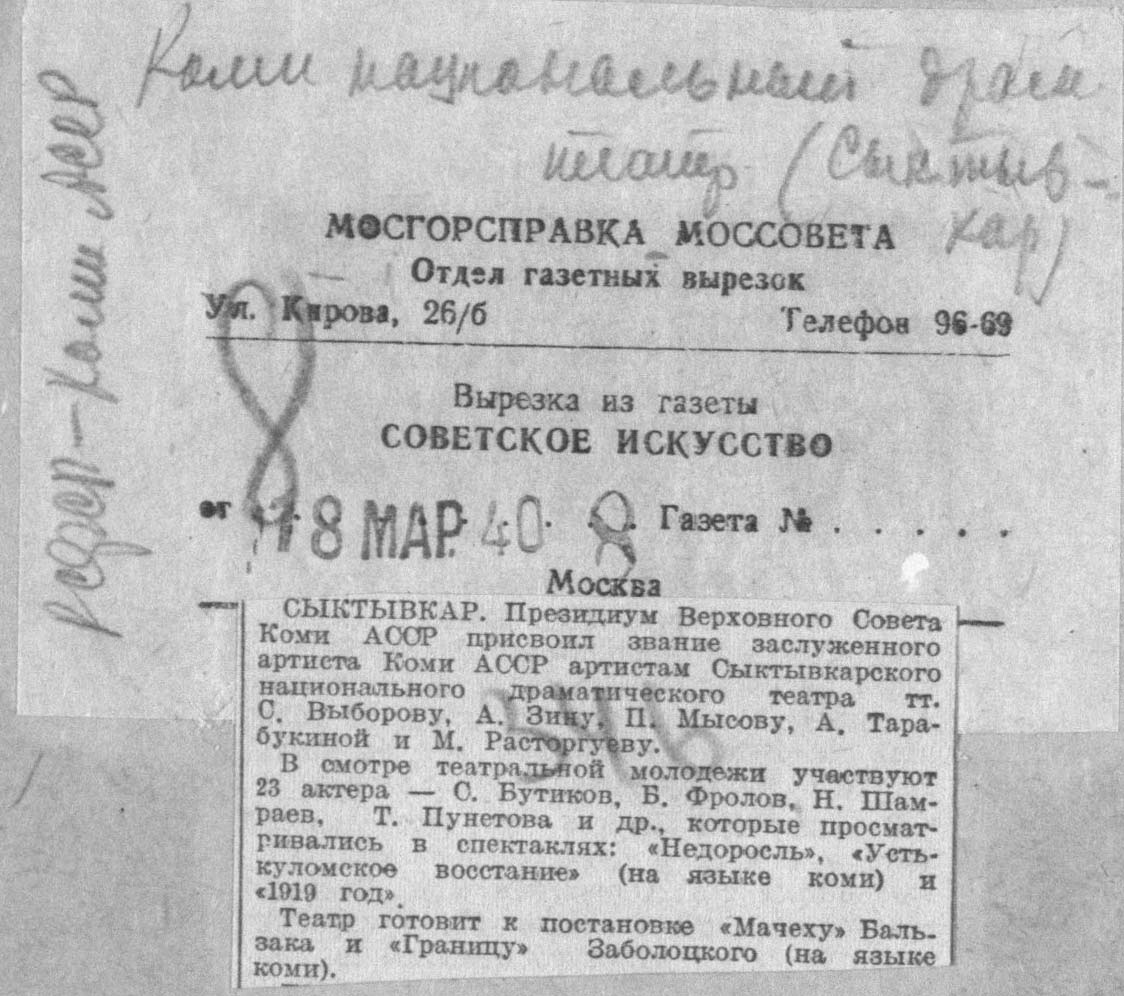 Коми национальный драм
театр (Сыктыв-
кар)
РСФСР – Коми АССР
МОСГОРСПРАВКА МОССОВЕТА
Отдел газетных вырезок
Ул. Кирова, 26/б Телефон 96-69
Вырезка из газеты
СОВЕТСКОЕ ИСКУССТВО
от 18 МАР. 40 Газета № . . . . .
Москва
СЫКТЫВКАР. Президиум Верховного Совета
Коми АССР присвоил звание заслуженного
артиста Коми АССР артистам Сыктывкарского
национального драматического театра тт.
С. Выборову, А. Зину, П. Мысову, А. Тара-
букиной и М. Расторгуеву.
В смотре театральной молодежи участвуют
23 актера — С. Бутиков, Б. Фролов, Н. Шам-
раев, Т. Пунетова и др., которые просмат-
ривались в спектаклях: «Недоросль», «Усть-
куломское восстание» (на языке коми) и
«1919 год».
Театр готовит к постановке «Мачеху» Баль-
зака и «Границу» Заболоцкого (на языке
коми).